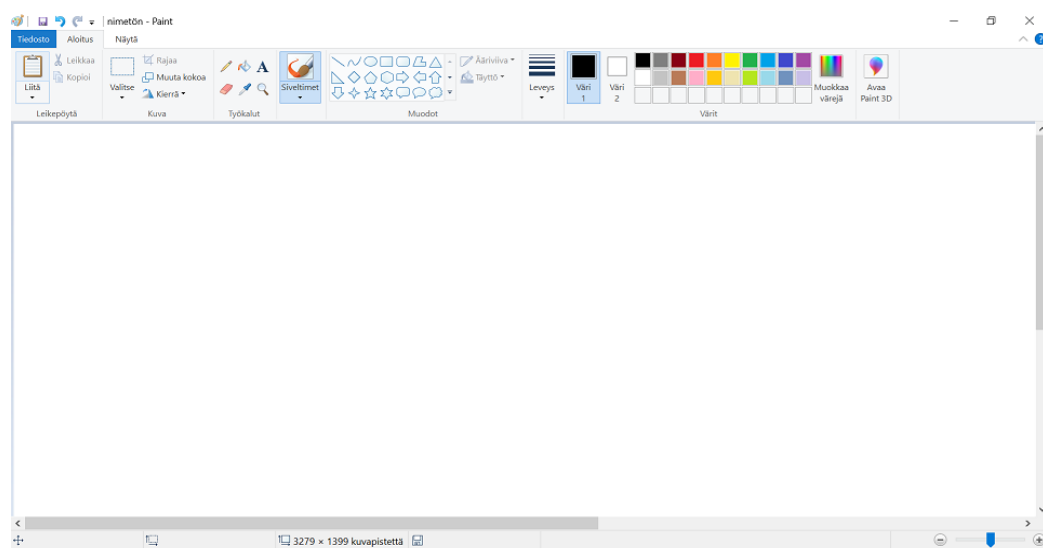 nimetön - Paint
Tiedosto Aloitus Näytä
Liitä
Leikkaa
Kopioi
Leikepöytä
Valitse
Rajaa
Muuta kokoa
Kierrä
Kuva
A
Työkalut
Siveltimet
Ääriviiva
Täyttö
Muodot
Leveys
Väri
1
Väri
2
Muokkaa
värejä
Värit
Avaa
Paint 3D
3279 × 1399 kuvapistettä